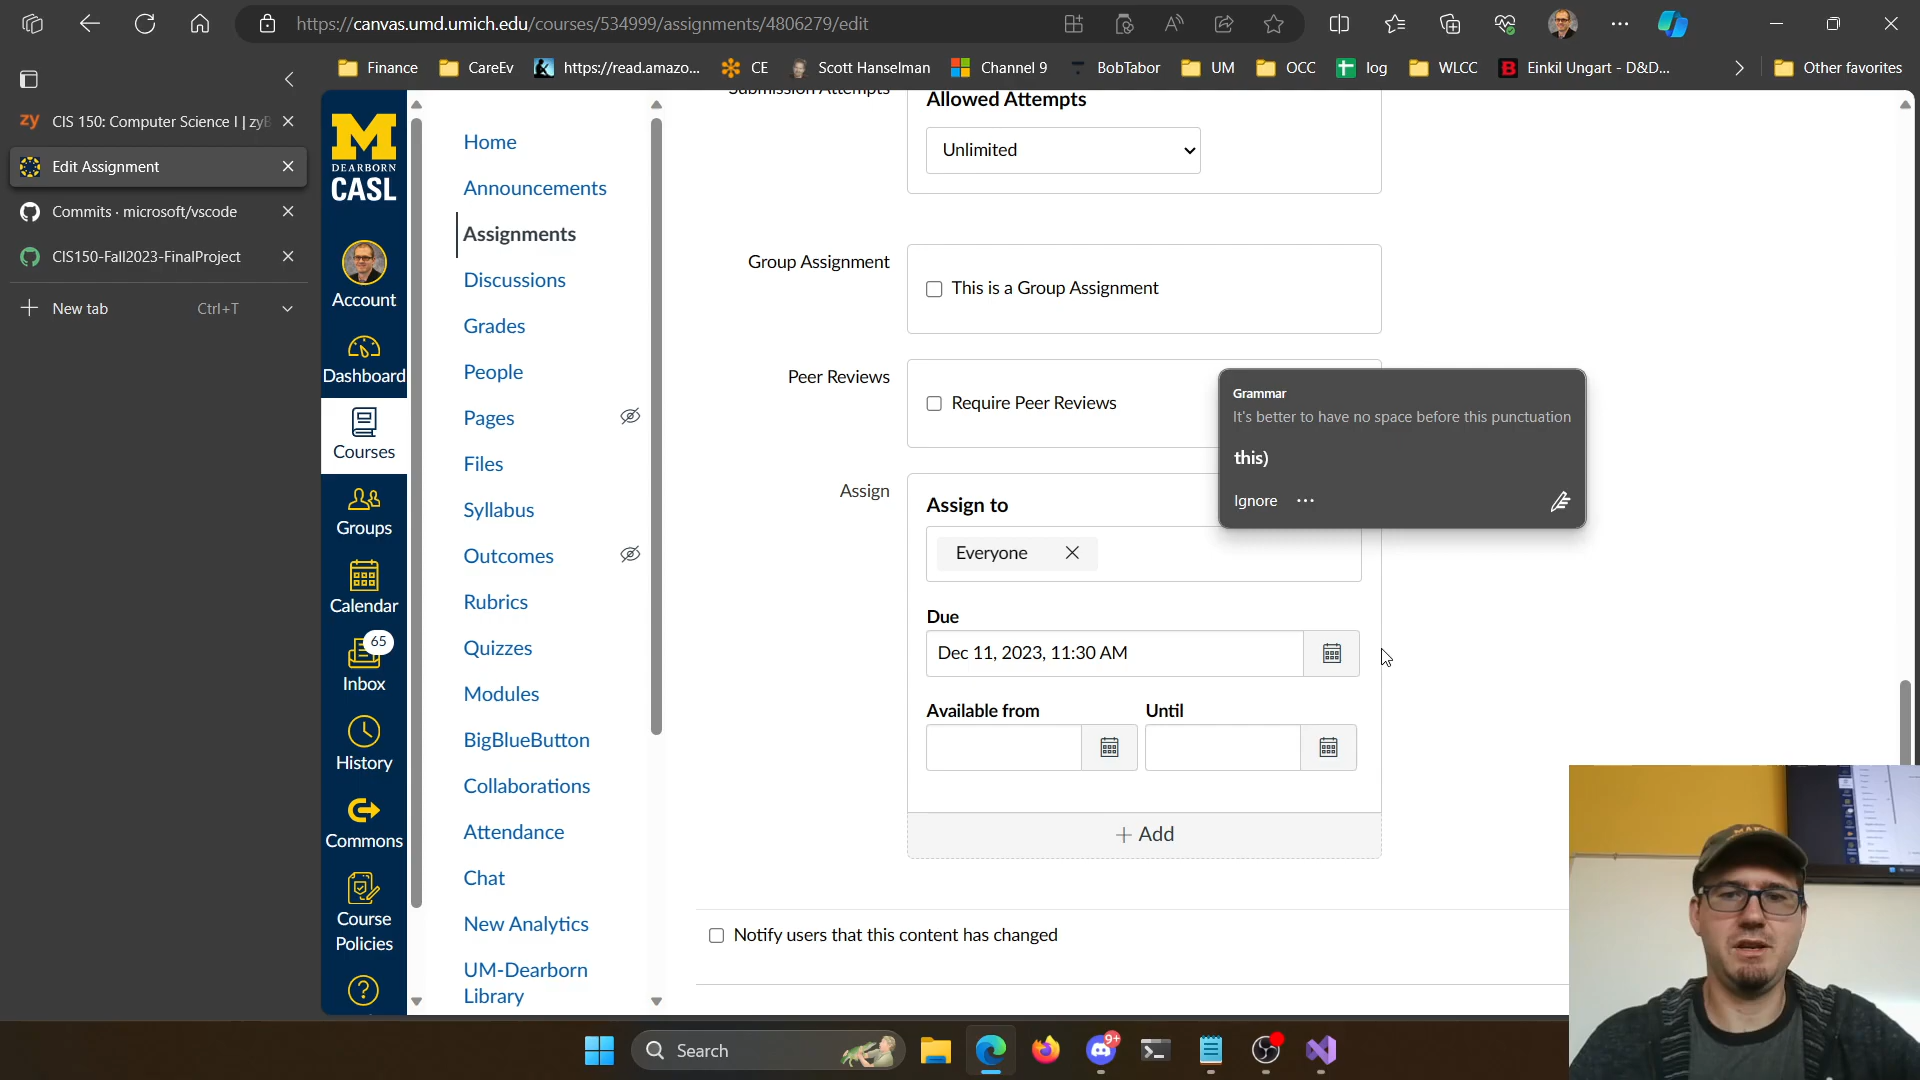 https://canvas.umd.umich.edu/courses/534999/assignments/4806279/edit
Finance
CareEv
https://read.amazo...
CE
Scott Hanselman
Channel 9
BobTabor
UM
OCC
log
WLCC
Einkil Ungart - D&D...
Other favorites
zy CIS 150: Computer Science I | zyB
Edit Assignment
Commits · microsoft/vscode
CIS150-Fall2023-FinalProject
New tab Ctrl+T
M
DEARBORN
CASL
Account
Dashboard
Courses
Groups
Calendar
65
Inbox
History
Commons
Course
Policies
Home
Announcements
Assignments
Discussions
Grades
People
Pages
Files
Syllabus
Outcomes
Rubrics
Quizzes
Modules
BigBlueButton
Collaborations
Attendance
Chat
New Analytics
UM-Dearborn
Library
Submission Attempts
Allowed Attempts
Unlimited
Group Assignment
This is a Group Assignment
Peer Reviews
Require Peer Reviews
Grammar
It's better to have no space before this punctuation
this)
Ignore ...
Assign
Assign to
Everyone
Due
Dec 11, 2023, 11:30 AM
Available from
Until
+ Add
Notify users that this content has changed
Search
9+